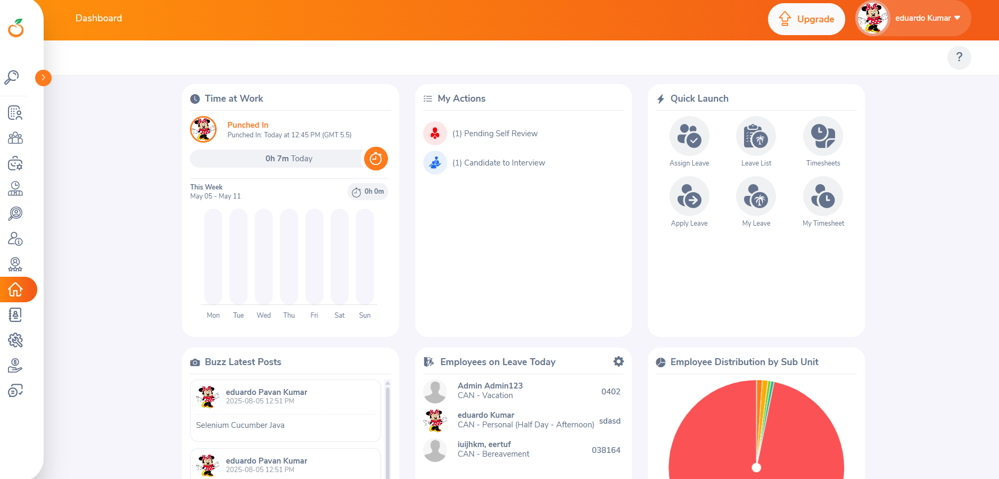 Dashboard
Upgrade
eduardo Kumar
?
Time at Work
Punched In
Punched In: Today at 12:45 PM (GMT 5.5)
0h 7m Today
This Week
May 05 - May 11
0h 0m
Mon Tue Wed Thu Fri Sat Sun
My Actions
(1) Pending Self Review
(1) Candidate to Interview
Quick Launch
Assign Leave
Leave List
Timesheets
Apply Leave
My Leave
My Timesheet
Buzz Latest Posts
eduardo Pavan Kumar
2025-08-05 12:51 PM
Selenium Cucumber Java
eduardo Pavan Kumar
2025-08-05 12:51 PM
Employees on Leave Today
Admin Admin123
CAN - Vacation
0402
eduardo Kumar
CAN - Personal (Half Day - Afternoon)
sdasd
iuijhkm, eertuf
CAN - Bereavement
038164
Employee Distribution by Sub Unit